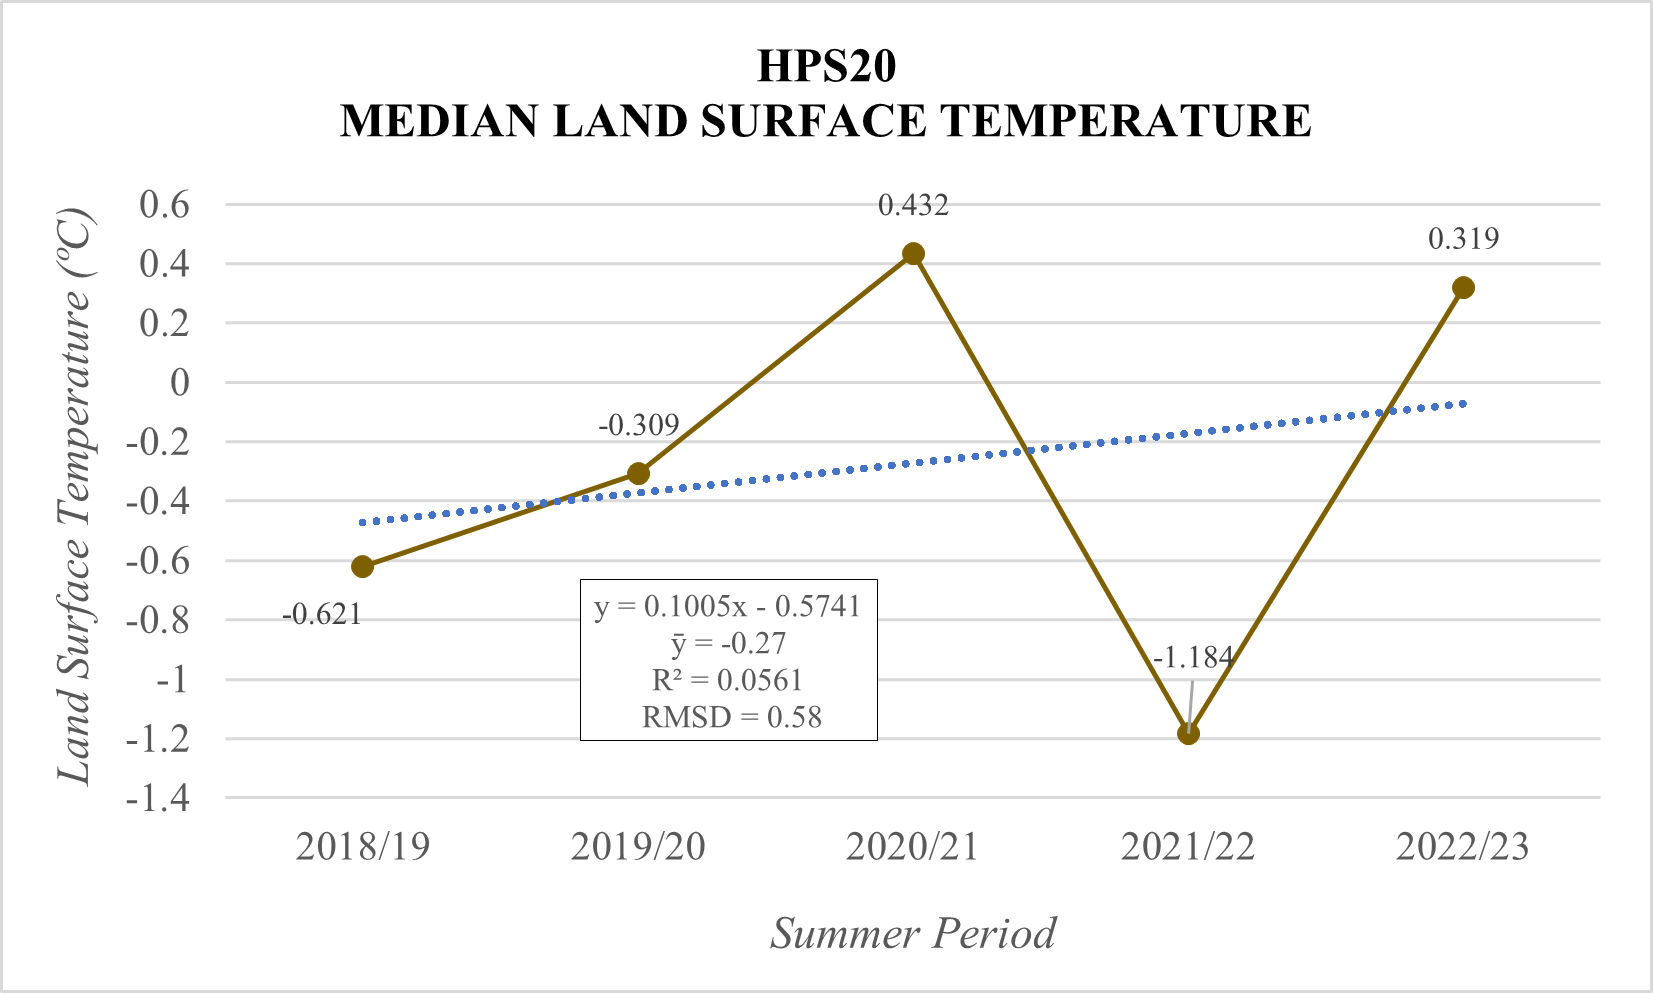 HPS20
MEDIAN LAND SURFACE TEMPERATURE
Land Surface Temperature (ºC)
0.6
0.4
0.2
0
-0.2
-0.4
-0.6
-0.8
-1
-1.2
-1.4
-0.621
-0.309
0.432
-1.184
0.319
y = 0.1005x - 0.5741
ȳ = -0.27
R² = 0.0561
RMSD = 0.58
2018/19 2019/20 2020/21 2021/22 2022/23
Summer Period